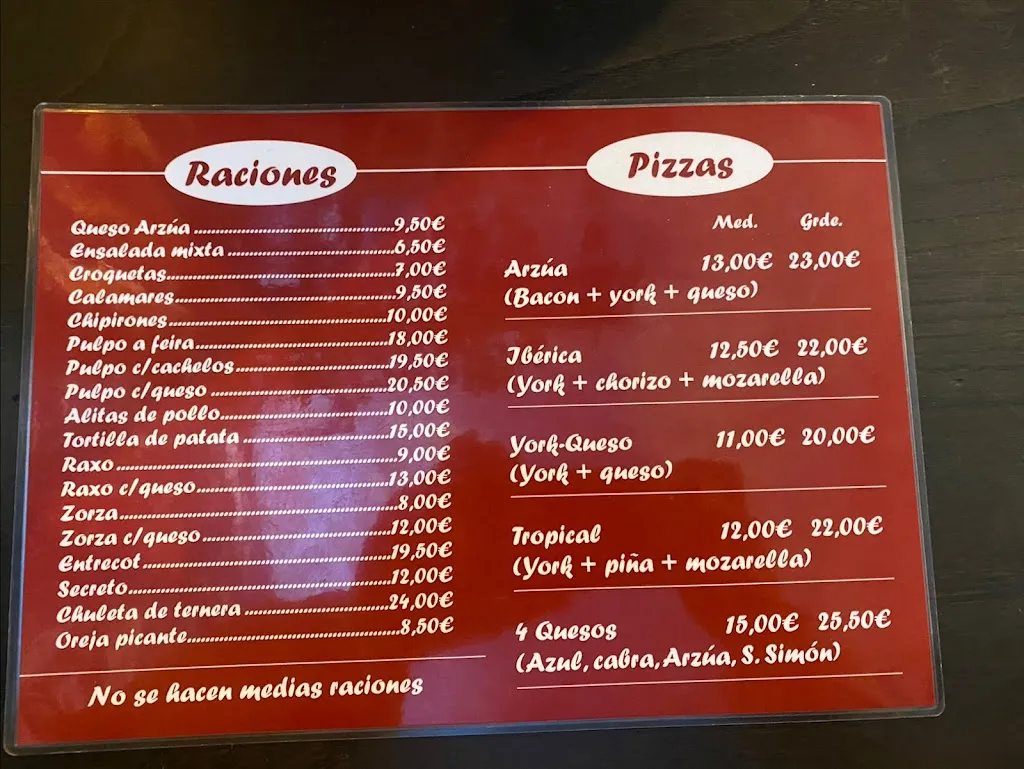 Raciones
Queso Arzúa 9,50€
Ensalada mixta 6,50€
Croquetas 7,00€
Calamares 9,50€
Chipirones 10,00€
Pulpo a feira 18,00€
Pulpo c/cachelos 19,50€
Pulpo c/queso 20,50€
Alitas de pollo 10,00€
Tortilla de patata 15,00€
Raxo 9,00€
Raxo c/queso 13,00€
Zorza 8,00€
Zorza c/queso 12,00€
Entrecot 19,50€
Secreto 12,00€
Chuleta de ternera 24,00€
Oreja picante 8,50€
No se hacen medias raciones
Pizzas
Med. Grde.
Arzúa 13,00€ 23,00€
(Bacon + york + queso)
Ibérica 12,50€ 22,00€
(York + chorizo + mozarella)
York-Queso 11,00€ 20,00€
(York + queso)
Tropical 12,00€ 22,00€
(York + piña + mozarella)
4 Quesos 15,00€ 25,50€
(Azul, cabra, Arzúa, S. Simón)